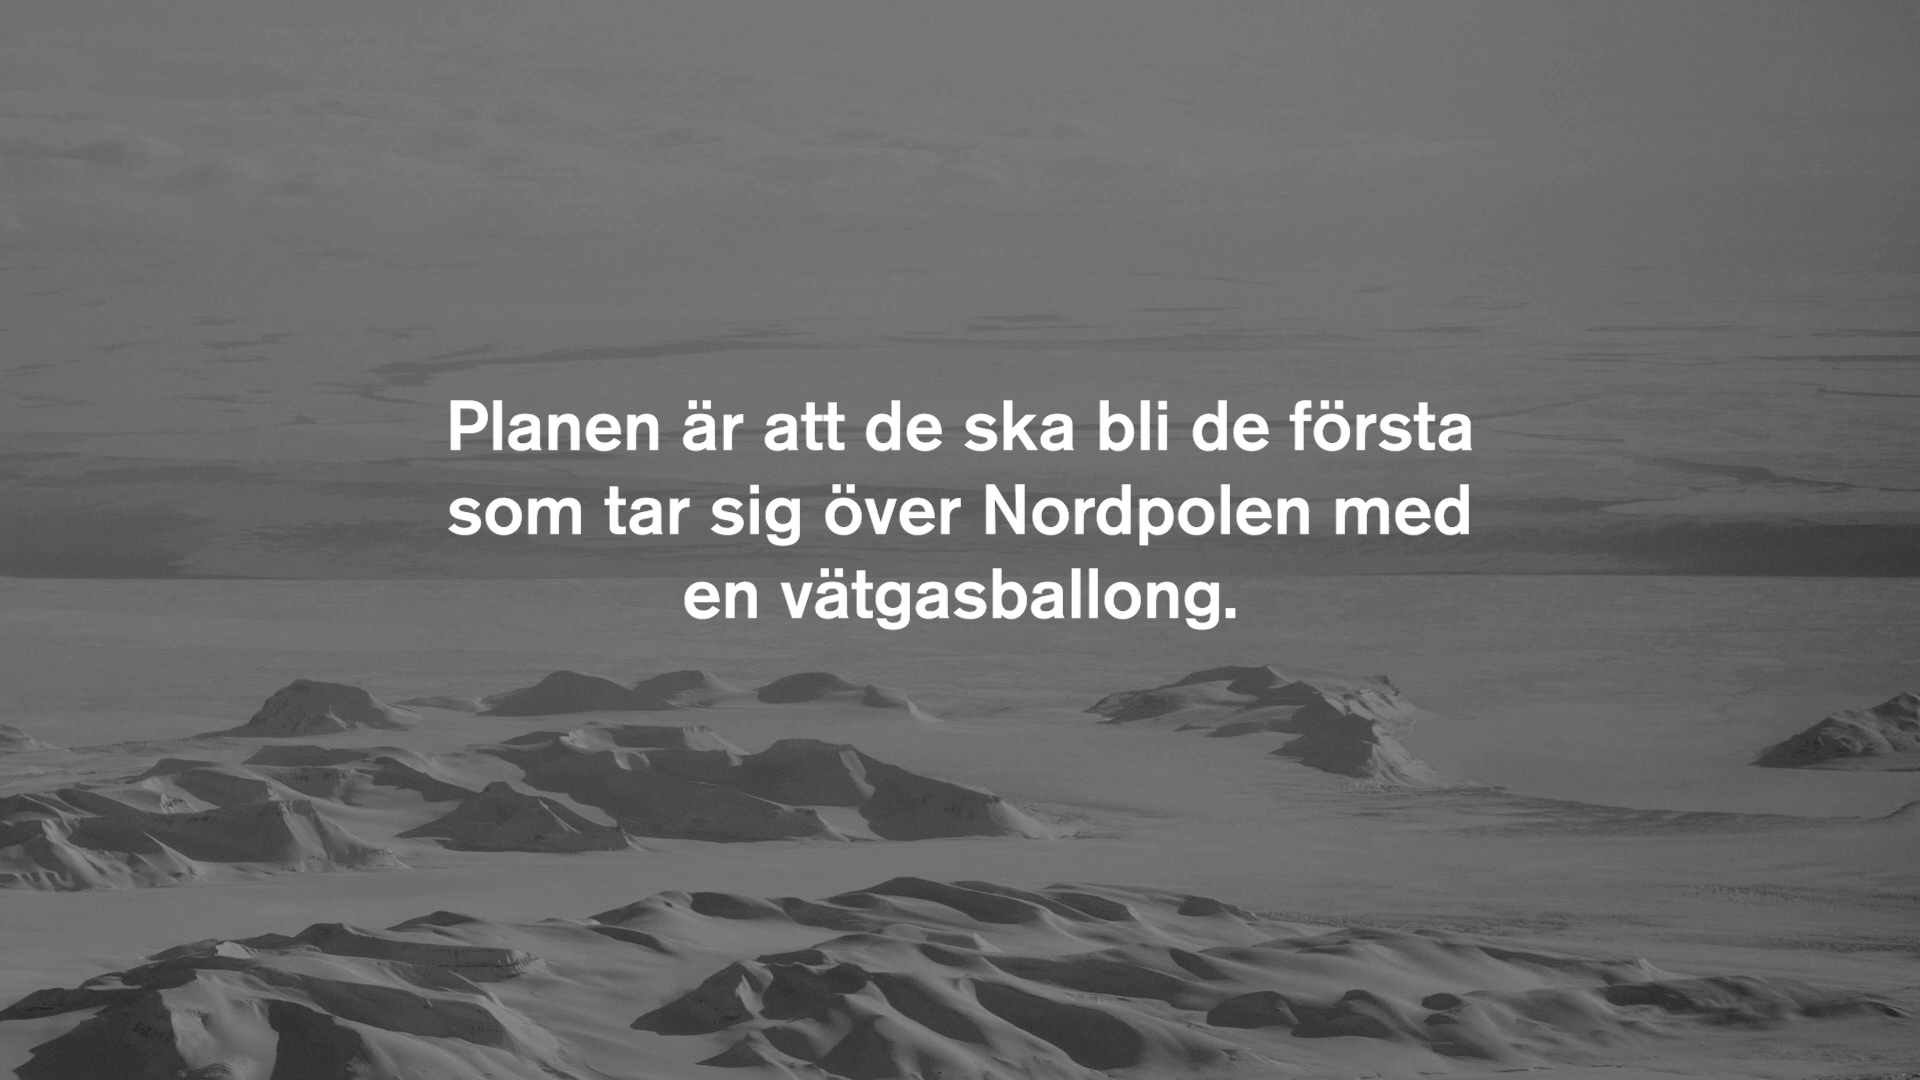 Planen är att de ska bli de första
som tar sig över Nordpolen med
en vätgasballong.